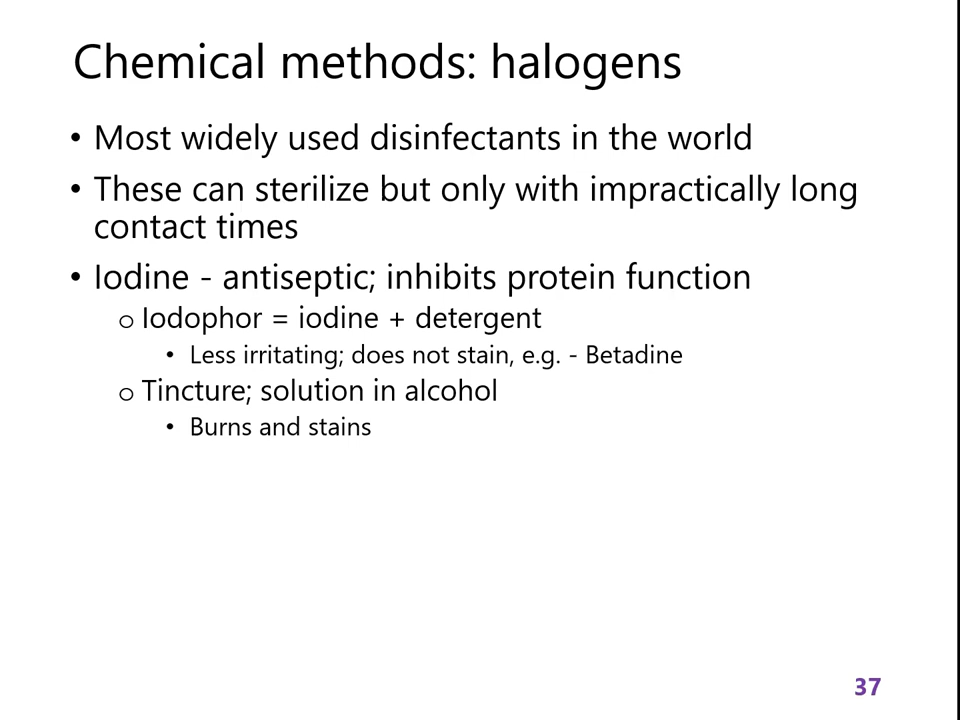 Chemical methods: halogens
• Most widely used disinfectants in the world
• These can sterilize but only with impractically long
contact times
• Iodine - antiseptic; inhibits protein function
o Iodophor = iodine + detergent
• Less irritating; does not stain, e.g. - Betadine
o Tincture; solution in alcohol
• Burns and stains
37